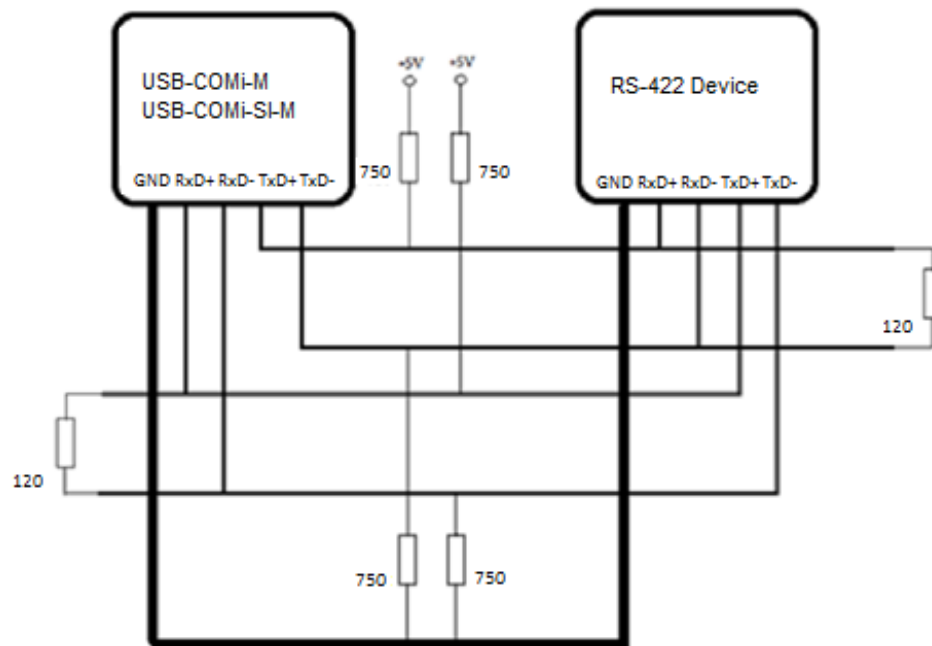 +5V +5V
USB-COMi-M
USB-COMi-SI-M
RS-422 Device
750 750
GND RxD+ RxD- TxD+ TxD-
GND RxD+ RxD- TxD+ TxD-
120
120
750 750